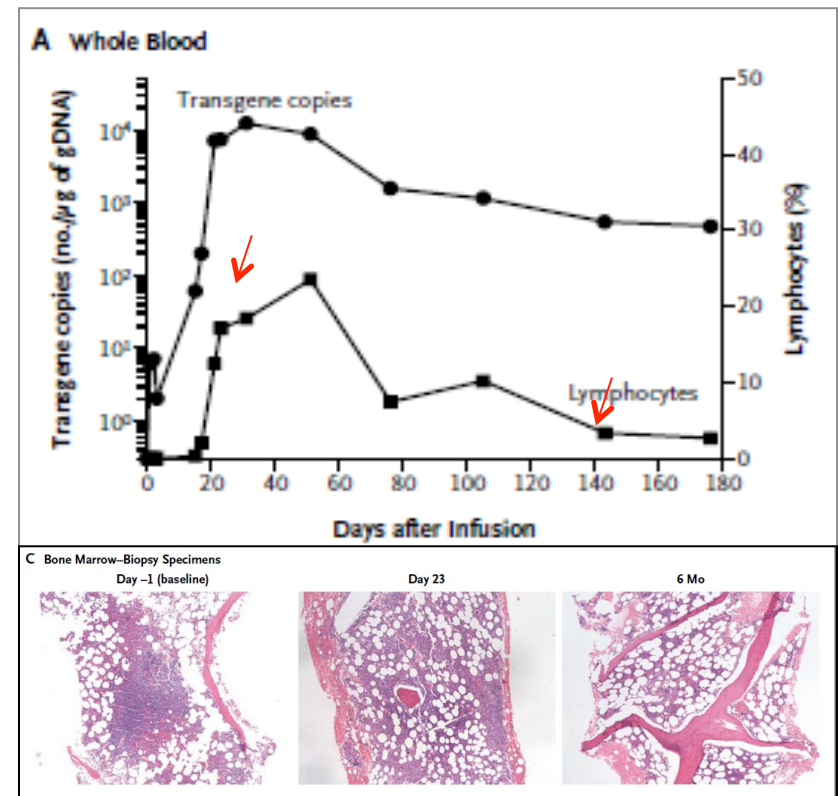 A Whole Blood
Transgene copies
Transgene copies (no./μg of gDNA)
10⁴
10³
10²
10¹
10⁰
50
40
30
20
10
0
Lymphocytes (%)
Lymphocytes
0 20 40 60 80 100 120 140 160 180
Days after Infusion
C Bone Marrow–Biopsy Specimens
Day –1 (baseline) Day 23 6 Mo